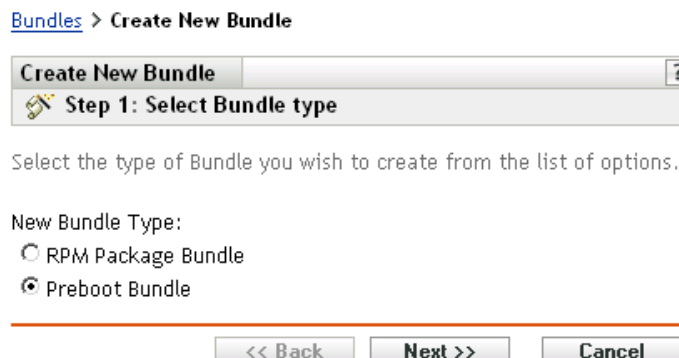 Bundles > Create New Bundle
Create New Bundle ?
Step 1: Select Bundle type
Select the type of Bundle you wish to create from the list of options.
New Bundle Type:
RPM Package Bundle
Preboot Bundle
<< Back Next >> Cancel